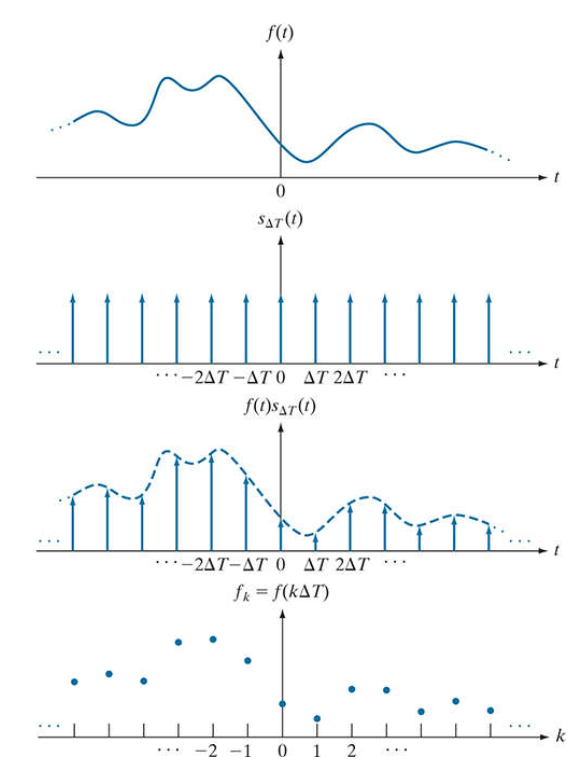 f(t)
t
0
s_ΔT(t)
··· ··· t
··· −2ΔT −ΔT 0 ΔT 2ΔT ···
f(t)s_ΔT(t)
··· ··· t
··· −2ΔT −ΔT 0 ΔT 2ΔT ···
f_k = f(kΔT)
··· ··· k
··· −2 −1 0 1 2 ···